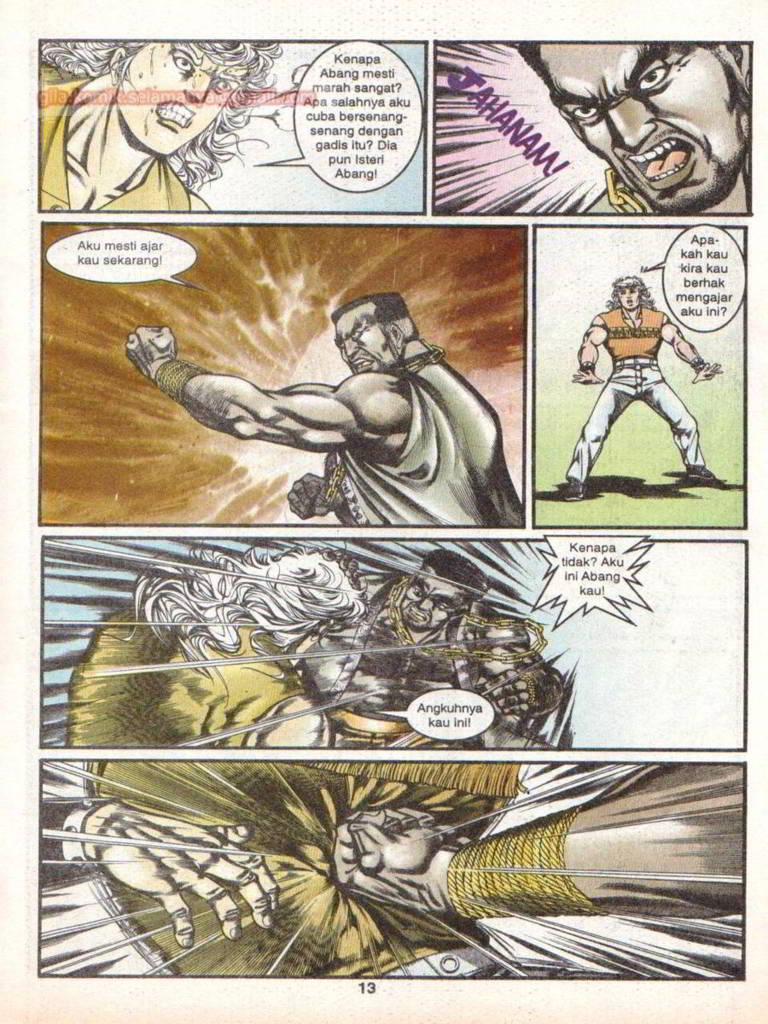 Kenapa
Abang mesti
marah sangat?
Apa salahnya aku
cuba bersenang-
senang dengan
gadis itu? Dia
pun Isteri
Abang!
JAHANAM!
Aku mesti ajar
kau sekarang!
Apa-
kah kau
kira kau
berhak
mengajar
aku ini?
Kenapa
tidak? Aku
ini Abang
kau!
Angkuhnya
kau ini!
13